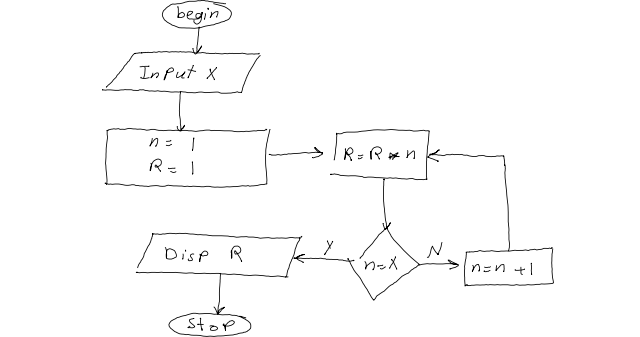 begin
Input X
n = 1
R = 1
R = R * n
n = X
Y
N
n = n + 1
Disp R
Stop